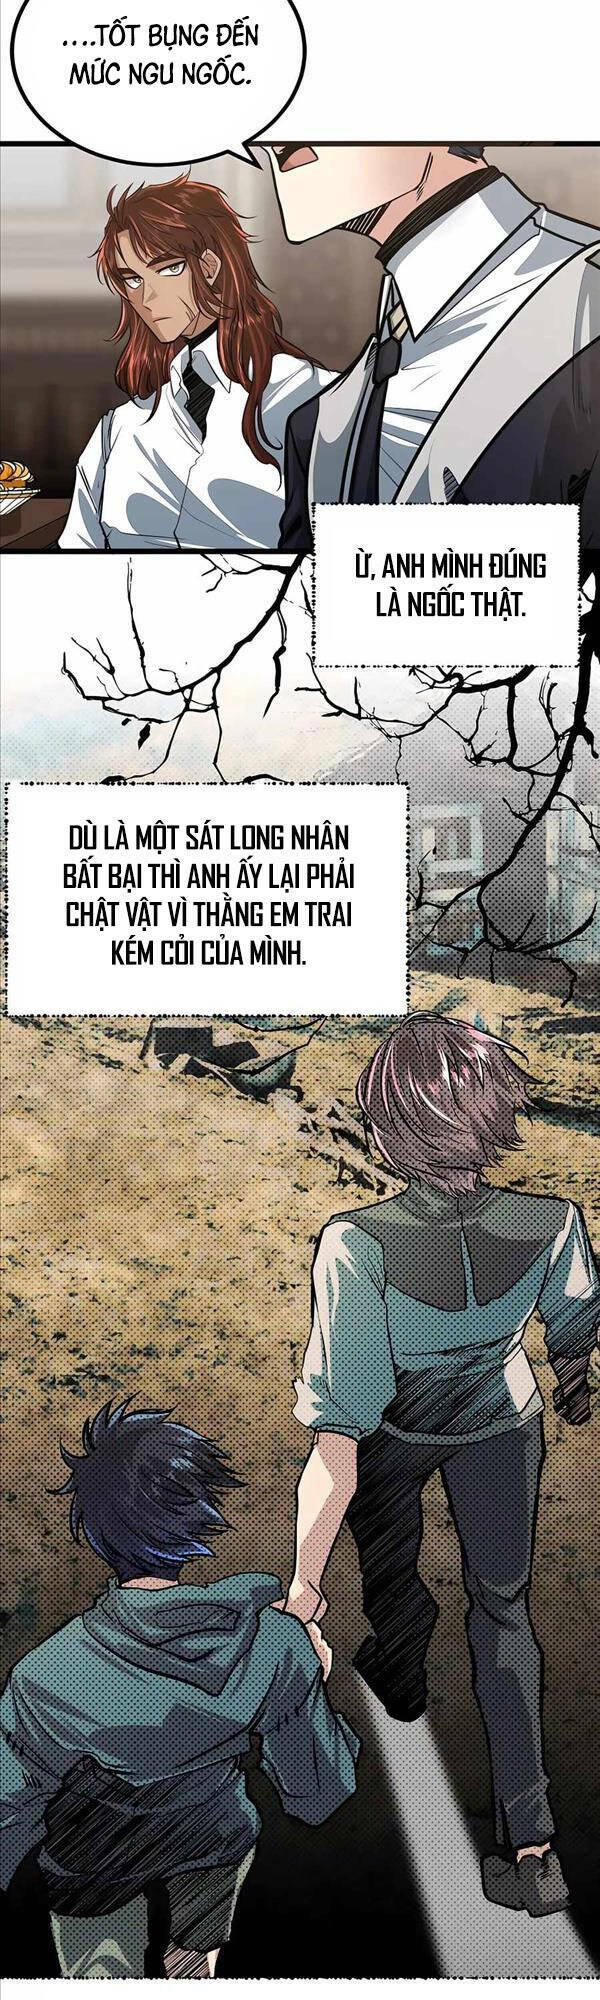 ....TỐT BỤNG ĐẾN
MỨC NGU NGỐC.
Ừ, ANH MÌNH ĐÚNG
LÀ NGỐC THẬT.
DÙ LÀ MỘT SÁT LONG NHÂN
BẤT BẠI THÌ ANH ẤY LẠI PHẢI
CHẬT VẬT VÌ THẰNG EM TRAI
KÉM CỎI CỦA MÌNH.